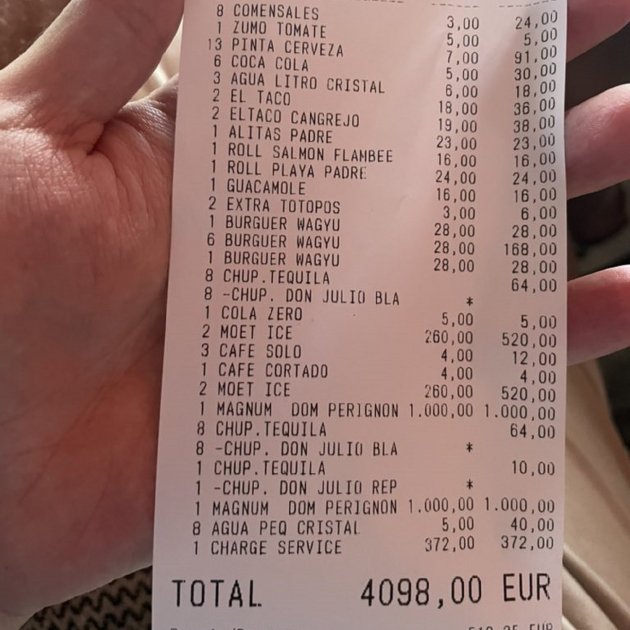 8 COMENSALES 3,00 24,00
1 ZUMO TOMATE 5,00 5,00
13 PINTA CERVEZA 7,00 91,00
6 COCA COLA 5,00 30,00
3 AGUA LITRO CRISTAL 6,00 18,00
2 EL TACO 18,00 36,00
2 ELTACO CANGREJO 19,00 38,00
1 ALITAS PADRE 23,00 23,00
1 ROLL SALMON FLAMBEE 16,00 16,00
1 ROLL PLAYA PADRE 24,00 24,00
1 GUACAMOLE 16,00 16,00
2 EXTRA TOTOPOS 3,00 6,00
1 BURGUER WAGYU 28,00 28,00
6 BURGUER WAGYU 28,00 168,00
1 BURGUER WAGYU 28,00 28,00
8 CHUP.TEQUILA 64,00
8 -CHUP. DON JULIO BLA *
1 COLA ZERO 5,00 5,00
2 MOET ICE 260,00 520,00
3 CAFE SOLO 4,00 12,00
1 CAFE CORTADO 4,00 4,00
2 MOET ICE 260,00 520,00
1 MAGNUM DOM PERIGNON 1.000,00 1.000,00
8 CHUP.TEQUILA 64,00
8 -CHUP. DON JULIO BLA *
1 CHUP.TEQUILA 10,00
1 -CHUP. DON JULIO REP *
1 MAGNUM DOM PERIGNON 1.000,00 1.000,00
8 AGUA PEQ CRISTAL 5,00 40,00
1 CHARGE SERVICE 372,00 372,00
TOTAL 4098,00 EUR